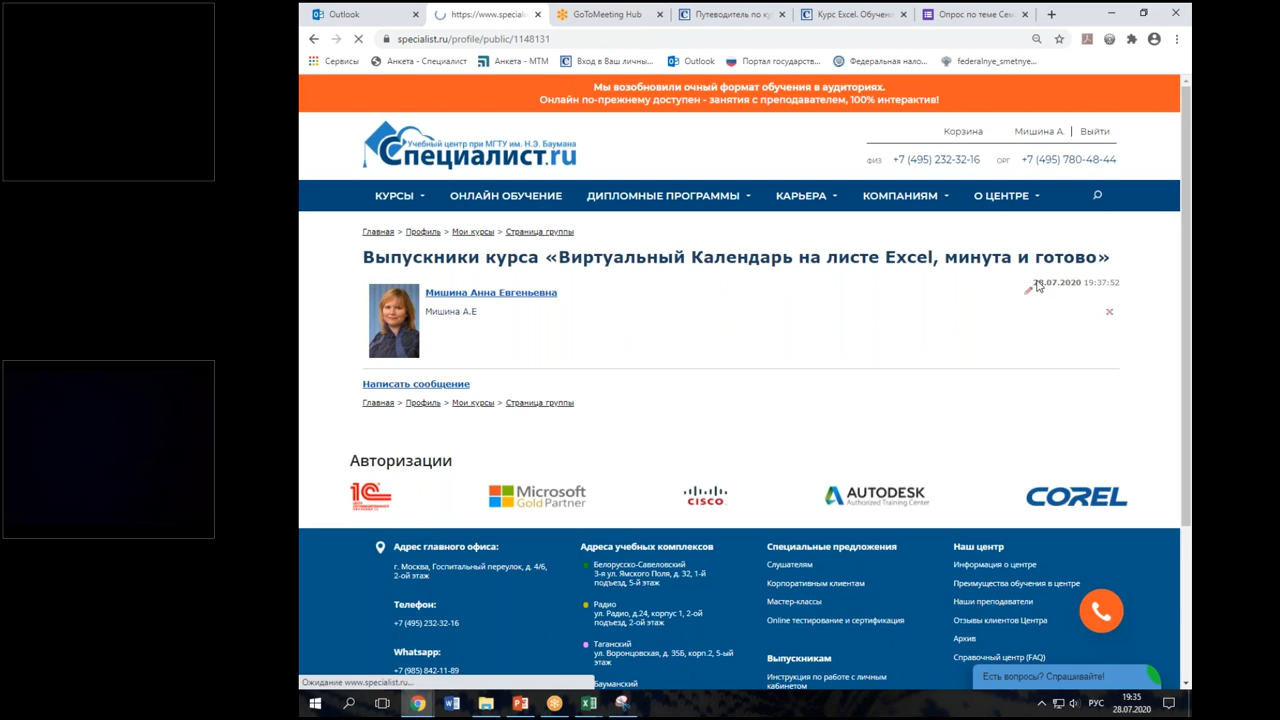 Outlook
https://www.speciali
GoToMeeting Hub
Путеводитель по ку
Курс Excel. Обучен
Опрос по теме Сем
specialist.ru/profile/public/1148131
Сервисы
Анкета - Специалист
Анкета - МТМ
Вход в Ваш личны...
Outlook
Портал государств...
Федеральная нало...
federalnye_smetnye...
Мы возобновили очный формат обучения в аудиториях.
Онлайн по-прежнему доступен - занятия с преподавателем, 100% интерактив!
Учебный центр при МГТУ им. Н.Э. Баумана
Специалист.ru
Корзина
Мишина А. | Выйти
ФИЗ +7 (495) 232-32-16 ОРГ +7 (495) 780-48-44
КУРСЫ
ОНЛАЙН ОБУЧЕНИЕ
ДИПЛОМНЫЕ ПРОГРАММЫ
КАРЬЕРА
КОМПАНИЯМ
О ЦЕНТРЕ
Главная > Профиль > Мои курсы > Страница группы
Выпускники курса «Виртуальный Календарь на листе Excel, минута и готово»
28.07.2020 19:37:52
Мишина Анна Евгеньевна
Мишина А.Е
Написать сообщение
Главная > Профиль > Мои курсы > Страница группы
Авторизации
1С
Microsoft
Gold Partner
CISCO
AUTODESK
Authorized Training Center
COREL
Адрес главного офиса:
г. Москва, Госпитальный переулок, д. 4/6,
2-ой этаж
Телефон:
+7 (495) 232-32-16
Whatsapp:
+7 (985) 842-11-89
Адреса учебных комплексов
Белорусско-Савеловский
3-я ул. Ямского Поля, д. 32, 1-й
подъезд, 5-й этаж
Радио
ул. Радио, д.24, корпус 1, 2-ой
подъезд, 2-ой этаж
Таганский
ул. Воронцовская, д. 35Б, корп.2, 5-ый
этаж
Бауманский
Специальные предложения
Слушателям
Корпоративным клиентам
Мастер-классы
Online тестирование и сертификация
Выпускникам
Инструкция по работе с личным
кабинетом
Наш центр
Информация о центре
Преимущества обучения в центре
Наши преподаватели
Отзывы клиентов Центра
Архив
Справочный центр (FAQ)
Есть вопросы? Спрашивайте!
Ожидание www.specialist.ru...
РУС
19:35
28.07.2020